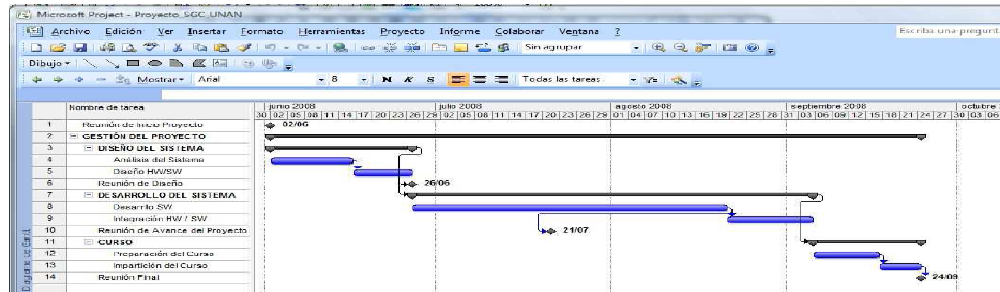 Microsoft Project - Proyecto_SGC_UNAN
Archivo Edición Ver Insertar Formato Herramientas Proyecto Informe Colaborar Ventana ?
Escriba una pregunt
Sin agrupar
Dibujo
Mostrar Arial 8 N K S Todas las tareas
Nombre de tarea junio 2008 julio 2008 agosto 2008 septiembre 2008 octubre
30 02 05 08 11 14 17 20 23 26 29 02 05 08 11 14 17 20 23 26 29 01 04 07 10 13 16 19 22 25 28 31 03 06 09 12 15 18 21 24 27 30 03 06
1 Reunión de Inicio Proyecto 02/06
2 GESTIÓN DEL PROYECTO
3 DISEÑO DEL SISTEMA
4 Análisis del Sistema
5 Diseño HW/SW
6 Reunión de Diseño 26/06
7 DESARROLLO DEL SISTEMA
8 Desarrllo SW
9 Integración HW / SW
10 Reunión de Avance del Proyecto 21/07
11 CURSO
12 Preparación del Curso
13 Impartición del Curso
14 Reunión Final 24/09
Diagrama de Gantt